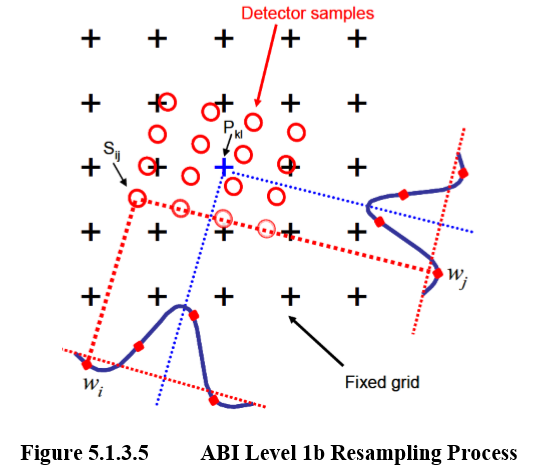 Detector samples
P_kl
S_ij
w_j
w_i
Fixed grid
Figure 5.1.3.5 ABI Level 1b Resampling Process